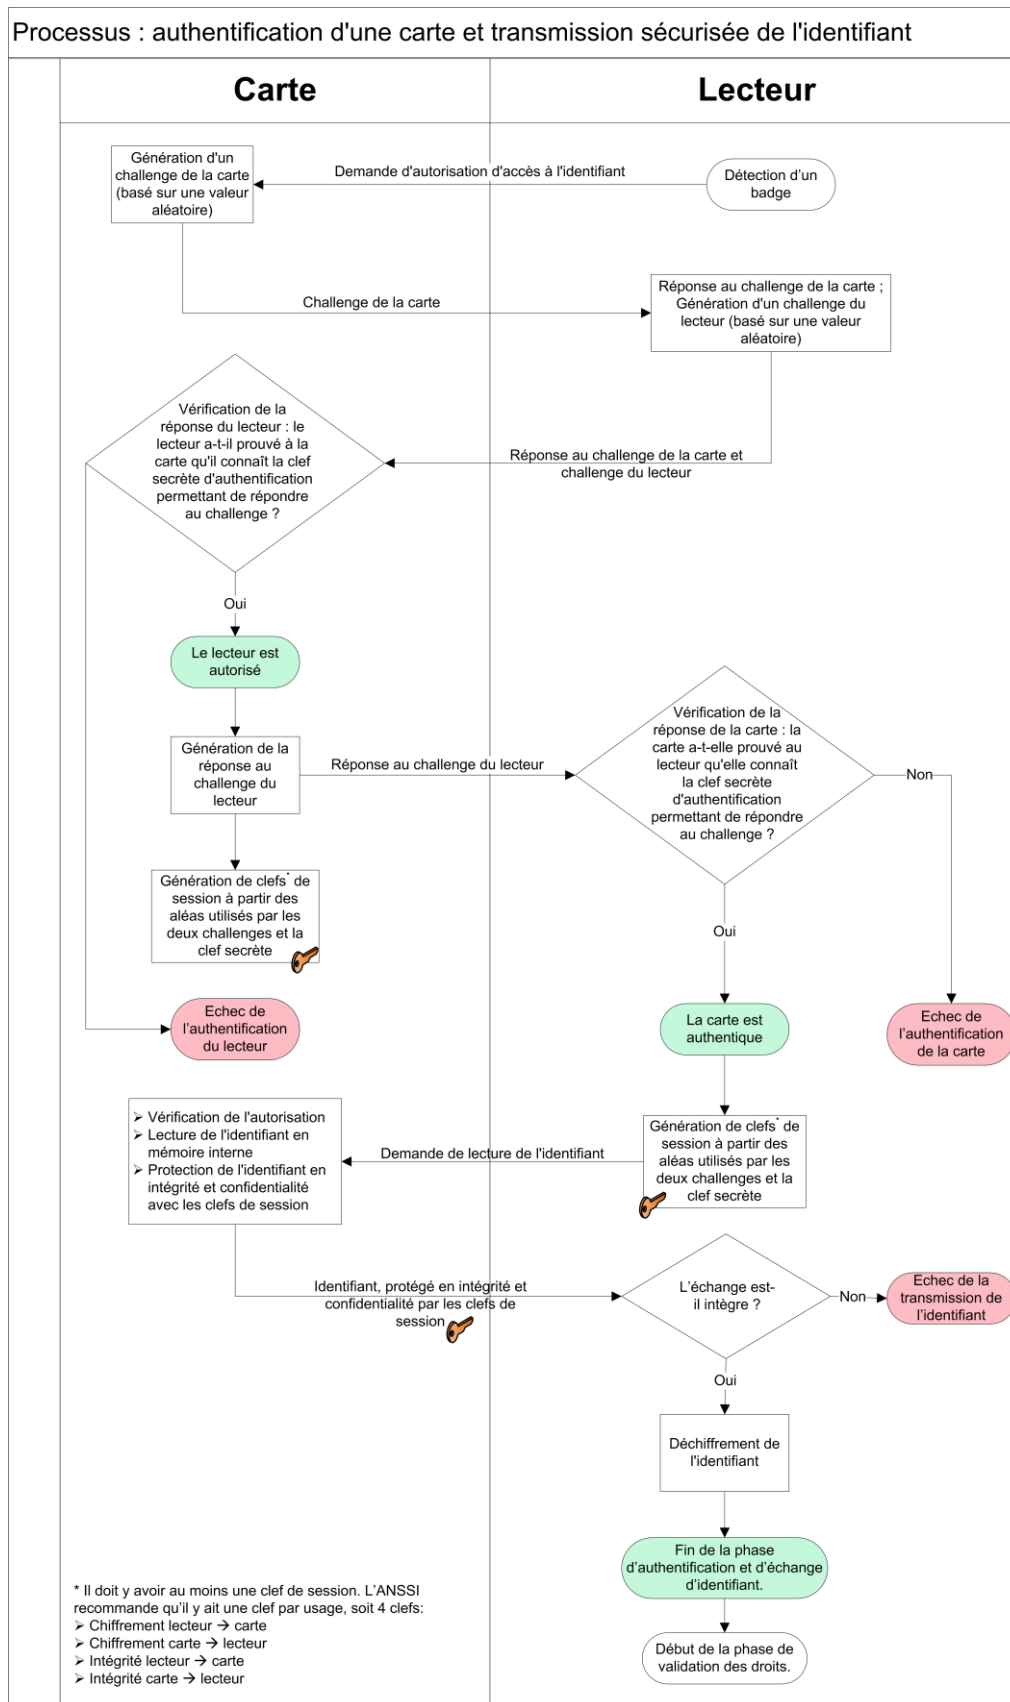 Processus : authentification d'une carte et transmission sécurisée de l'identifiant
Carte
Lecteur
Génération d'un
challenge de la carte
(basé sur une valeur
aléatoire)
Demande d'autorisation d'accès à l'identifiant
Détection d'un
badge
Challenge de la carte
Réponse au challenge de la carte ;
Génération d'un challenge du
lecteur (basé sur une valeur
aléatoire)
Vérification de la
réponse du lecteur : le
lecteur a-t-il prouvé à la
carte qu'il connaît la clef
secrète d'authentification
permettant de répondre
au challenge ?
Réponse au challenge de la carte et
challenge du lecteur
Oui
Le lecteur est
autorisé
Génération de la
réponse au
challenge du
lecteur
Réponse au challenge du lecteur
Vérification de la
réponse de la carte : la
carte a-t-elle prouvé au
lecteur qu'elle connaît
la clef secrète
d'authentification
permettant de répondre
au challenge ?
Non
Génération de clefs* de
session à partir des
aléas utilisés par les
deux challenges et la
clef secrète
Oui
Echec de
l'authentification
du lecteur
La carte est
authentique
Echec de
l'authentification
de la carte
➢ Vérification de l'autorisation
➢ Lecture de l'identifiant en
mémoire interne
➢ Protection de l'identifiant en
intégrité et confidentialité
avec les clefs de session
Demande de lecture de l'identifiant
Génération de clefs* de
session à partir des
aléas utilisés par les
deux challenges et la
clef secrète
Identifiant, protégé en intégrité et
confidentialité par les clefs de
session
L'échange est-
il intègre ?
Non
Echec de la
transmission de
l'identifiant
Oui
Déchiffrement de
l'identifiant
Fin de la phase
d'authentification et d'échange
d'identifiant.
Début de la phase de
validation des droits.
* Il doit y avoir au moins une clef de session. L'ANSSI
recommande qu'il y ait une clef par usage, soit 4 clefs:
➢ Chiffrement lecteur → carte
➢ Chiffrement carte → lecteur
➢ Intégrité lecteur → carte
➢ Intégrité carte → lecteur